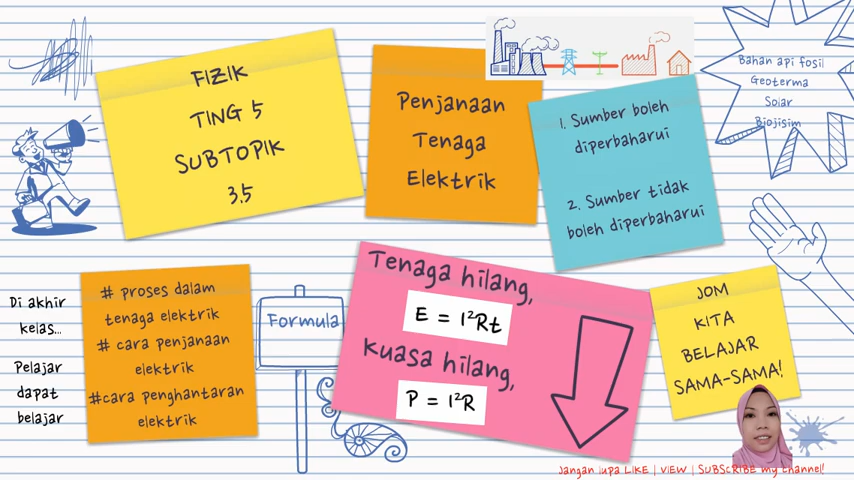 FIZIK
TING 5
SUBTOPIK
3.5
Penjanaan
Tenaga
Elektrik
1. Sumber boleh
diperbaharui
2. Sumber tidak
boleh diperbaharui
Bahan api fosil
Geoterma
Solar
Biojisim
Di akhir
kelas...
Pelajar
dapat
belajar
# proses dalam
tenaga elektrik
# cara penjanaan
elektrik
#cara penghantaran
elektrik
Formula
Tenaga hilang,
E = I²Rt
Kuasa hilang,
P = I²R
JOM
KITA
BELAJAR
SAMA-SAMA!
Jangan lupa LIKE | VIEW | SUBSCRIBE my channel!